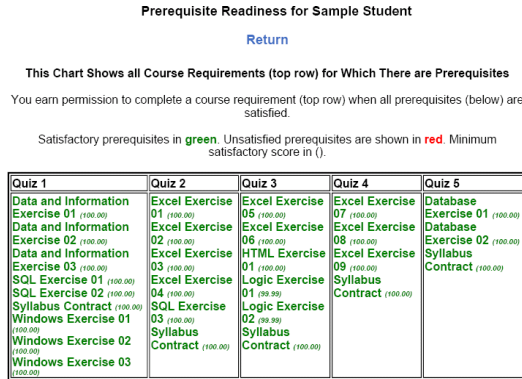 Prerequisite Readiness for Sample Student
Return
This Chart Shows all Course Requirements (top row) for Which There are Prerequisites
You earn permission to complete a course requirement (top row) when all prerequisites (below) are
satisfied.
Satisfactory prerequisites in green. Unsatisfied prerequisites are shown in red. Minimum
satisfactory score in ().
Quiz 1
Data and Information
Exercise 01 (100.00)
Data and Information
Exercise 02 (100.00)
Data and Information
Exercise 03 (100.00)
SQL Exercise 01 (100.00)
SQL Exercise 02 (100.00)
Syllabus Contract (100.00)
Windows Exercise 01
(100.00)
Windows Exercise 02
(100.00)
Windows Exercise 03
(100.00)
Quiz 2
Excel Exercise
01 (100.00)
Excel Exercise
02 (100.00)
Excel Exercise
03 (100.00)
Excel Exercise
04 (100.00)
SQL Exercise
03 (100.00)
Syllabus
Contract (100.00)
Quiz 3
Excel Exercise
05 (100.00)
Excel Exercise
06 (100.00)
HTML Exercise
01 (100.00)
Logic Exercise
01 (99.99)
Logic Exercise
02 (99.99)
Syllabus
Contract (100.00)
Quiz 4
Excel Exercise
07 (100.00)
Excel Exercise
08 (100.00)
Excel Exercise
09 (100.00)
Syllabus
Contract (100.00)
Quiz 5
Database
Exercise 01 (100.00)
Database
Exercise 02 (100.00)
Syllabus
Contract (100.00)